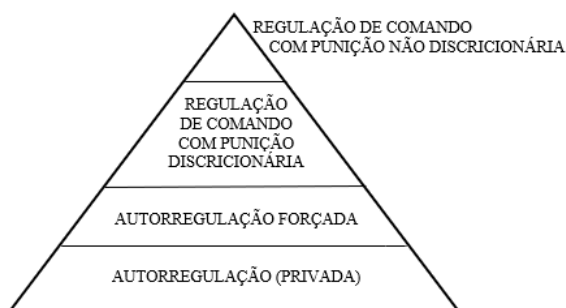 REGULAÇÃO DE COMANDO
COM PUNIÇÃO NÃO DISCRICIONÁRIA
REGULAÇÃO
DE COMANDO
COM PUNIÇÃO
DISCRICIONÁRIA
AUTORREGULAÇÃO FORÇADA
AUTORREGULAÇÃO (PRIVADA)